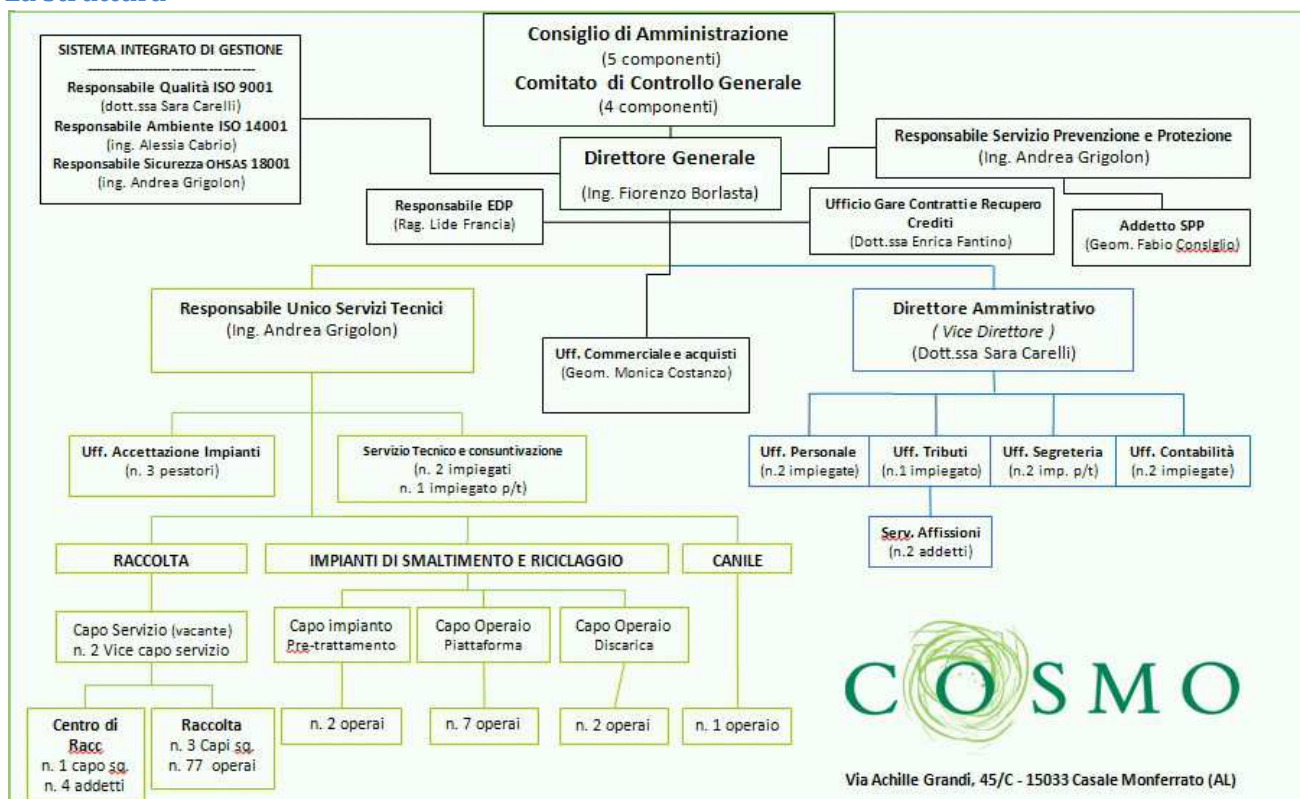 La Struttura
SISTEMA INTEGRATO DI GESTIONE
------------------------------------
Responsabile Qualità ISO 9001
(dott.ssa Sara Carelli)
Responsabile Ambiente ISO 14001
(ing. Alessia Cabrio)
Responsabile Sicurezza OHSAS 18001
(ing. Andrea Grigolon)
Consiglio di Amministrazione
(5 componenti)
Comitato di Controllo Generale
(4 componenti)
Direttore Generale
(Ing. Fiorenzo Borlasta)
Responsabile Servizio Prevenzione e Protezione
(Ing. Andrea Grigolon)
Responsabile EDP
(Rag. Lide Francia)
Ufficio Gare Contratti e Recupero
Crediti
(Dott.ssa Enrica Fantino)
Addetto SPP
(Geom. Fabio Consiglio)
Responsabile Unico Servizi Tecnici
(Ing. Andrea Grigolon)
Uff. Commerciale e acquisti
(Geom. Monica Costanzo)
Direttore Amministrativo
( Vice Direttore )
(Dott.ssa Sara Carelli)
Uff. Accettazione Impianti
(n. 3 pesatori)
Servizio Tecnico e consuntivazione
(n. 2 impiegati
n. 1 impiegato p/t)
Uff. Personale
(n.2 impiegate)
Uff. Tributi
(n.1 impiegato)
Uff. Segreteria
(n.2 imp. p/t)
Uff. Contabilità
(n.2 impiegate)
Serv. Affissioni
(n.2 addetti)
RACCOLTA
IMPIANTI DI SMALTIMENTO E RICICLAGGIO
CANILE
Capo Servizio (vacante)
n. 2 Vice capo servizio
Capo impianto
Pre-trattamento
Capo Operaio
Piattaforma
Capo Operaio
Discarica
Centro di
Racc
n. 1 capo sq.
n. 4 addetti
Raccolta
n. 3 Capi sq.
n. 77 operai
n. 2 operai
n. 7 operai
n. 2 operai
n. 1 operaio
COSMO
Via Achille Grandi, 45/C - 15033 Casale Monferrato (AL)